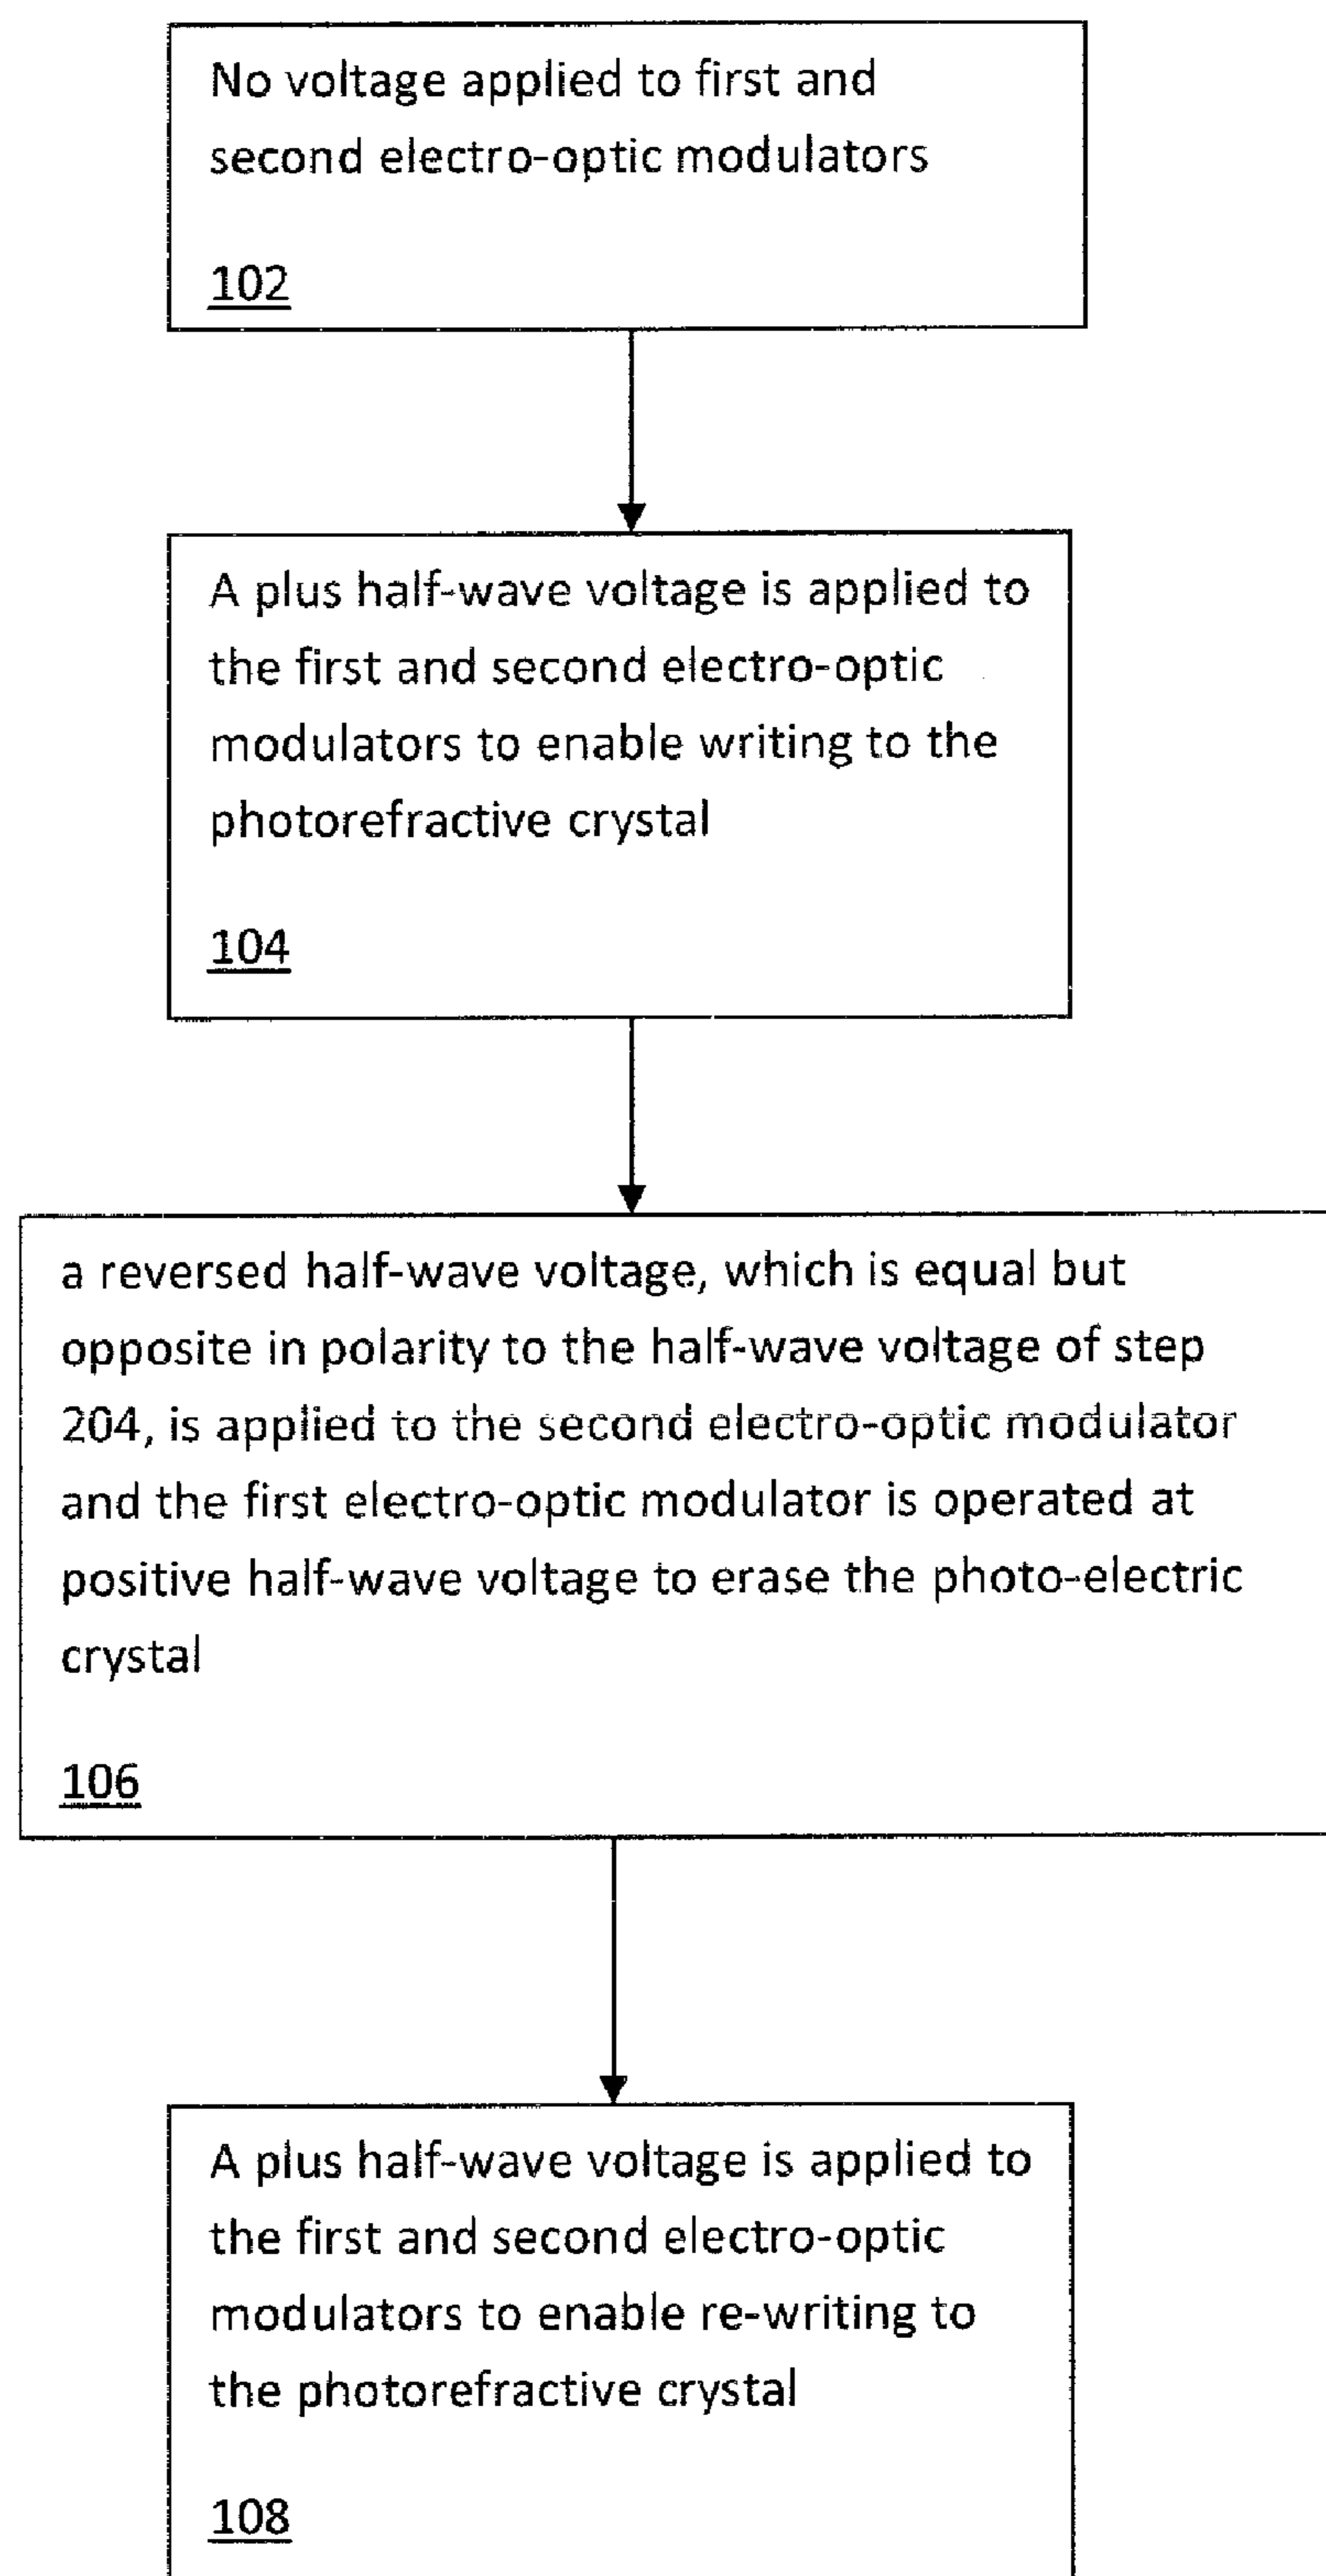 No voltage applied to first and
second electro-optic modulators
102
A plus half-wave voltage is applied to
the first and second electro-optic
modulators to enable writing to the
photorefractive crystal
104
a reversed half-wave voltage, which is equal but
opposite in polarity to the half-wave voltage of step
204, is applied to the second electro-optic modulator
and the first electro-optic modulator is operated at
positive half-wave voltage to erase the photo-electric
crystal
106
A plus half-wave voltage is applied to
the first and second electro-optic
modulators to enable re-writing to
the photorefractive crystal
108